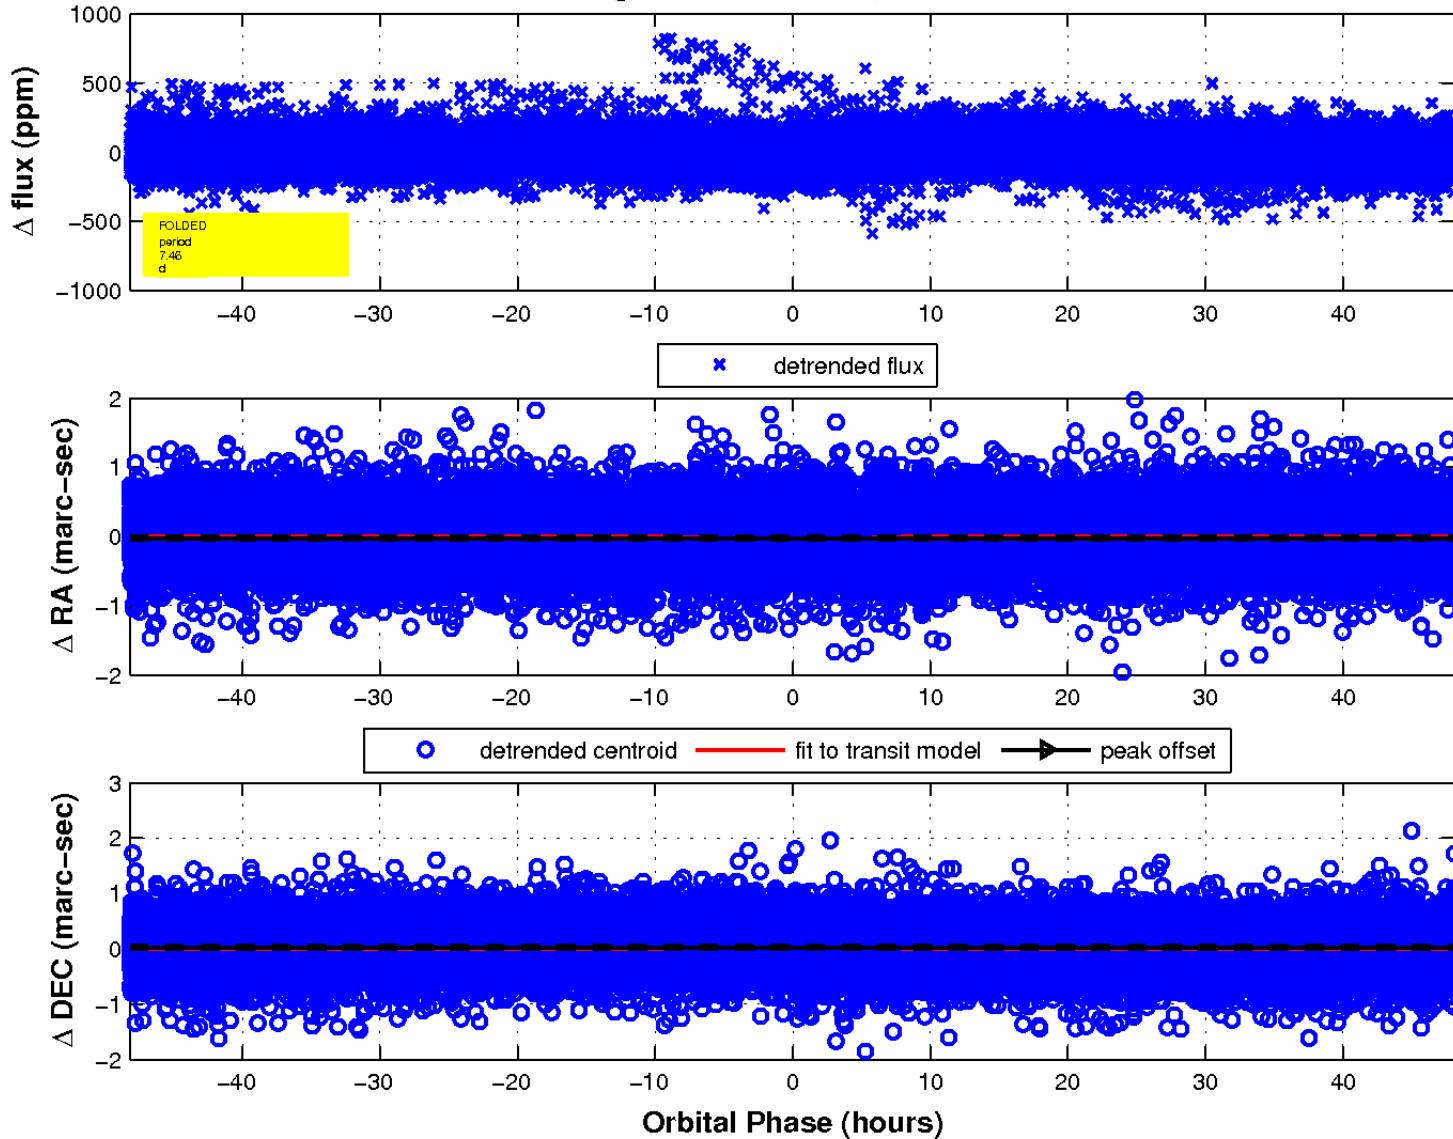 1000
500
0
−500
−1000
Δ flux (ppm)
FOLDED
period
7.46
d
−40 −30 −20 −10 0 10 20 30 40
detrended flux
2
1
0
−1
−2
Δ RA (marc−sec)
−40 −30 −20 −10 0 10 20 30 40
detrended centroid fit to transit model peak offset
3
2
1
0
−1
−2
Δ DEC (marc−sec)
−40 −30 −20 −10 0 10 20 30 40
Orbital Phase (hours)